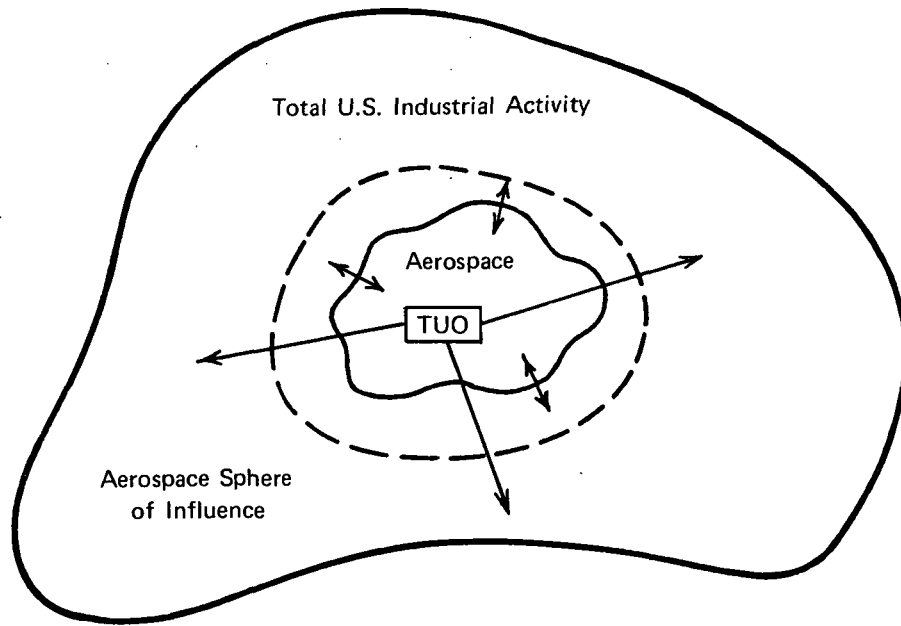 Total U.S. Industrial Activity
Aerospace
TUO
Aerospace Sphere
of Influence